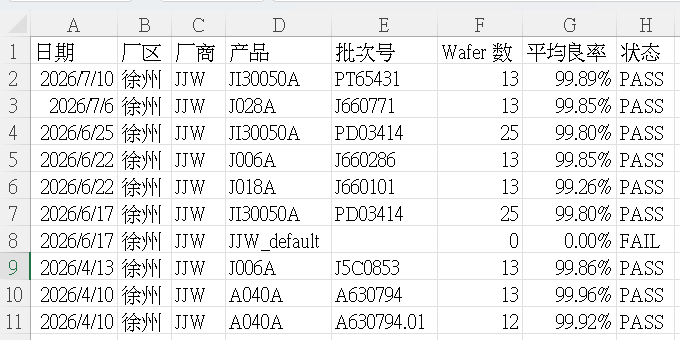 A B C D E F G H
1 日期 厂区 厂商 产品 批次号 Wafer 数 平均良率 状态
2 2026/7/10 徐州 JJW JI30050A PT65431 13 99.89% PASS
3 2026/7/6 徐州 JJW J028A J660771 13 99.85% PASS
4 2026/6/25 徐州 JJW JI30050A PD03414 25 99.80% PASS
5 2026/6/22 徐州 JJW J006A J660286 13 99.85% PASS
6 2026/6/22 徐州 JJW J018A J660101 13 99.26% PASS
7 2026/6/17 徐州 JJW JI30050A PD03414 25 99.80% PASS
8 2026/6/17 徐州 JJW JJW_default 0 0.00% FAIL
9 2026/4/13 徐州 JJW J006A J5C0853 13 99.86% PASS
10 2026/4/10 徐州 JJW A040A A630794 13 99.96% PASS
11 2026/4/10 徐州 JJW A040A A630794.01 12 99.92% PASS